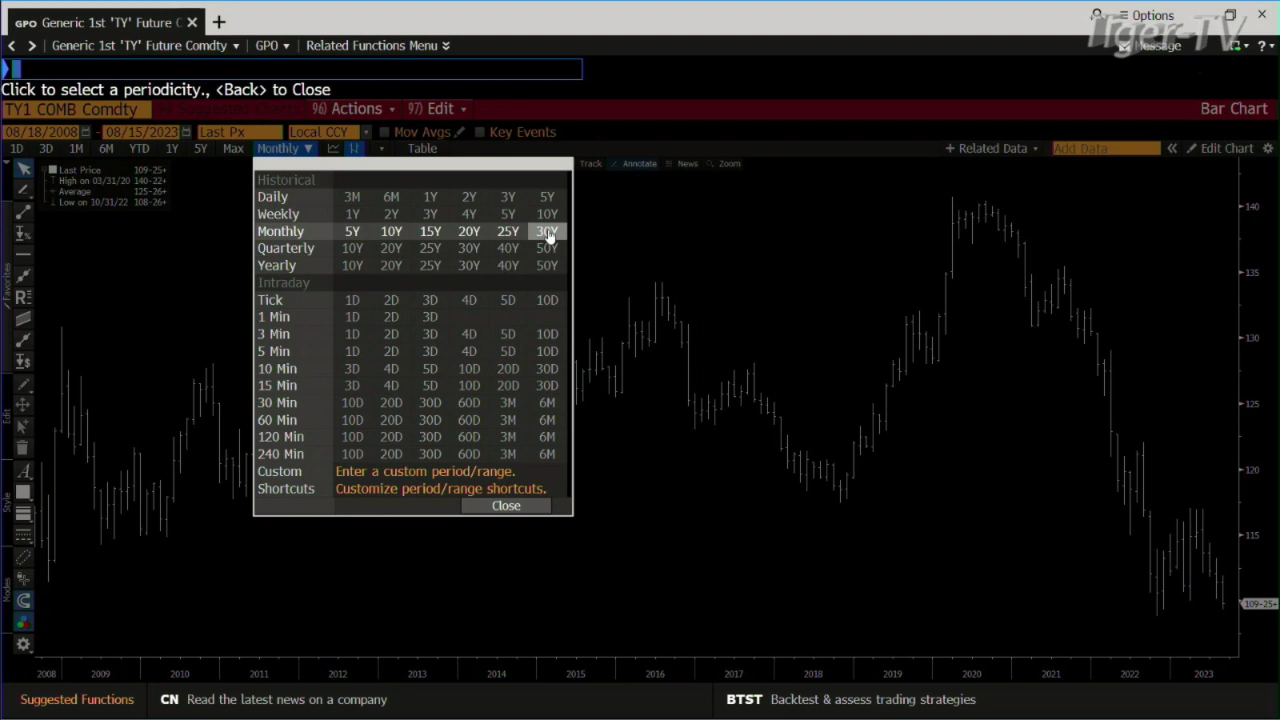 GPO Generic 1st 'TY' Future C
Options
Generic 1st 'TY' Future Comdty GPO Related Functions Menu
Message
Tiger-TV
Click to select a periodicity., <Back> to Close
TY1 COMB Comdty 96) Actions 97) Edit Bar Chart
08/18/2008 - 08/15/2023 Last Px Local CCY Mov Avgs Key Events
1D 3D 1M 6M YTD 1Y 5Y Max Monthly ▼ Table + Related Data Add Data « Edit Chart
Track Annotate News Zoom
Last Price 109-25+
High on 03/31/20 140-22+
Average 125-26+
Low on 10/31/22 108-26+
Historical
Daily 3M 6M 1Y 2Y 3Y 5Y
Weekly 1Y 2Y 3Y 4Y 5Y 10Y
Monthly 5Y 10Y 15Y 20Y 25Y 30Y
Quarterly 10Y 20Y 25Y 30Y 40Y 50Y
Yearly 10Y 20Y 25Y 30Y 40Y 50Y
Intraday
Tick 1D 2D 3D 4D 5D 10D
1 Min 1D 2D 3D
3 Min 1D 2D 3D 4D 5D 10D
5 Min 1D 2D 3D 4D 5D 10D
10 Min 3D 4D 5D 10D 20D 30D
15 Min 3D 4D 5D 10D 20D 30D
30 Min 10D 20D 30D 60D 3M 6M
60 Min 10D 20D 30D 60D 3M 6M
120 Min 10D 20D 30D 60D 3M 6M
240 Min 10D 20D 30D 60D 3M 6M
Custom Enter a custom period/range.
Shortcuts Customize period/range shortcuts.
Close
Favorites
Edit
Style
Modes
140
135
130
125
120
115
109-25+
2008 2009 2010 2011 2012 2013 2014 2015 2016 2017 2018 2019 2020 2021 2022 2023
Suggested Functions CN Read the latest news on a company BTST Backtest & assess trading strategies